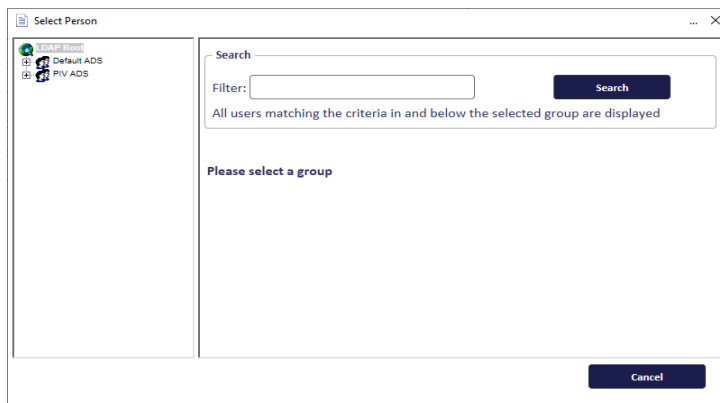 Select Person
...
LDAP Root
Default ADS
PIV ADS
Search
Filter:
Search
All users matching the criteria in and below the selected group are displayed
Please select a group
Cancel